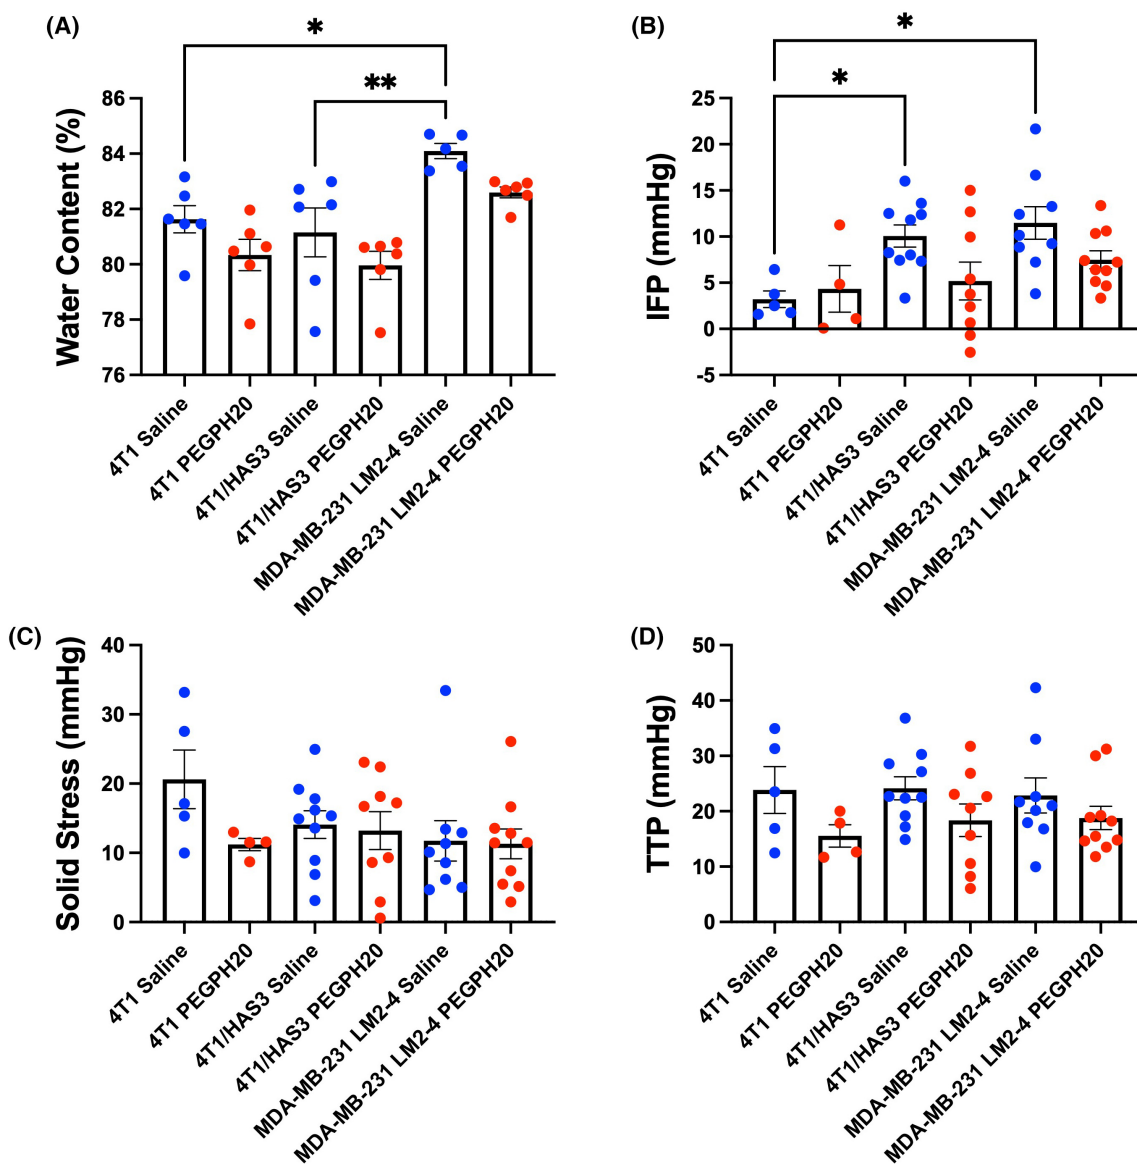 (A)
*
**
Water Content (%)
86
84
82
80
78
76
4T1 Saline
4T1 PEGPH20
4T1/HAS3 Saline
4T1/HAS3 PEGPH20
MDA-MB-231 LM2-4 Saline
MDA-MB-231 LM2-4 PEGPH20
(B)
*
*
IFP (mmHg)
25
20
15
10
5
0
-5
4T1 Saline
4T1 PEGPH20
4T1/HAS3 Saline
4T1/HAS3 PEGPH20
MDA-MB-231 LM2-4 Saline
MDA-MB-231 LM2-4 PEGPH20
(C)
Solid Stress (mmHg)
40
30
20
10
0
4T1 Saline
4T1 PEGPH20
4T1/HAS3 Saline
4T1/HAS3 PEGPH20
MDA-MB-231 LM2-4 Saline
MDA-MB-231 LM2-4 PEGPH20
(D)
TTP (mmHg)
50
40
30
20
10
0
4T1 Saline
4T1 PEGPH20
4T1/HAS3 Saline
4T1/HAS3 PEGPH20
MDA-MB-231 LM2-4 Saline
MDA-MB-231 LM2-4 PEGPH20